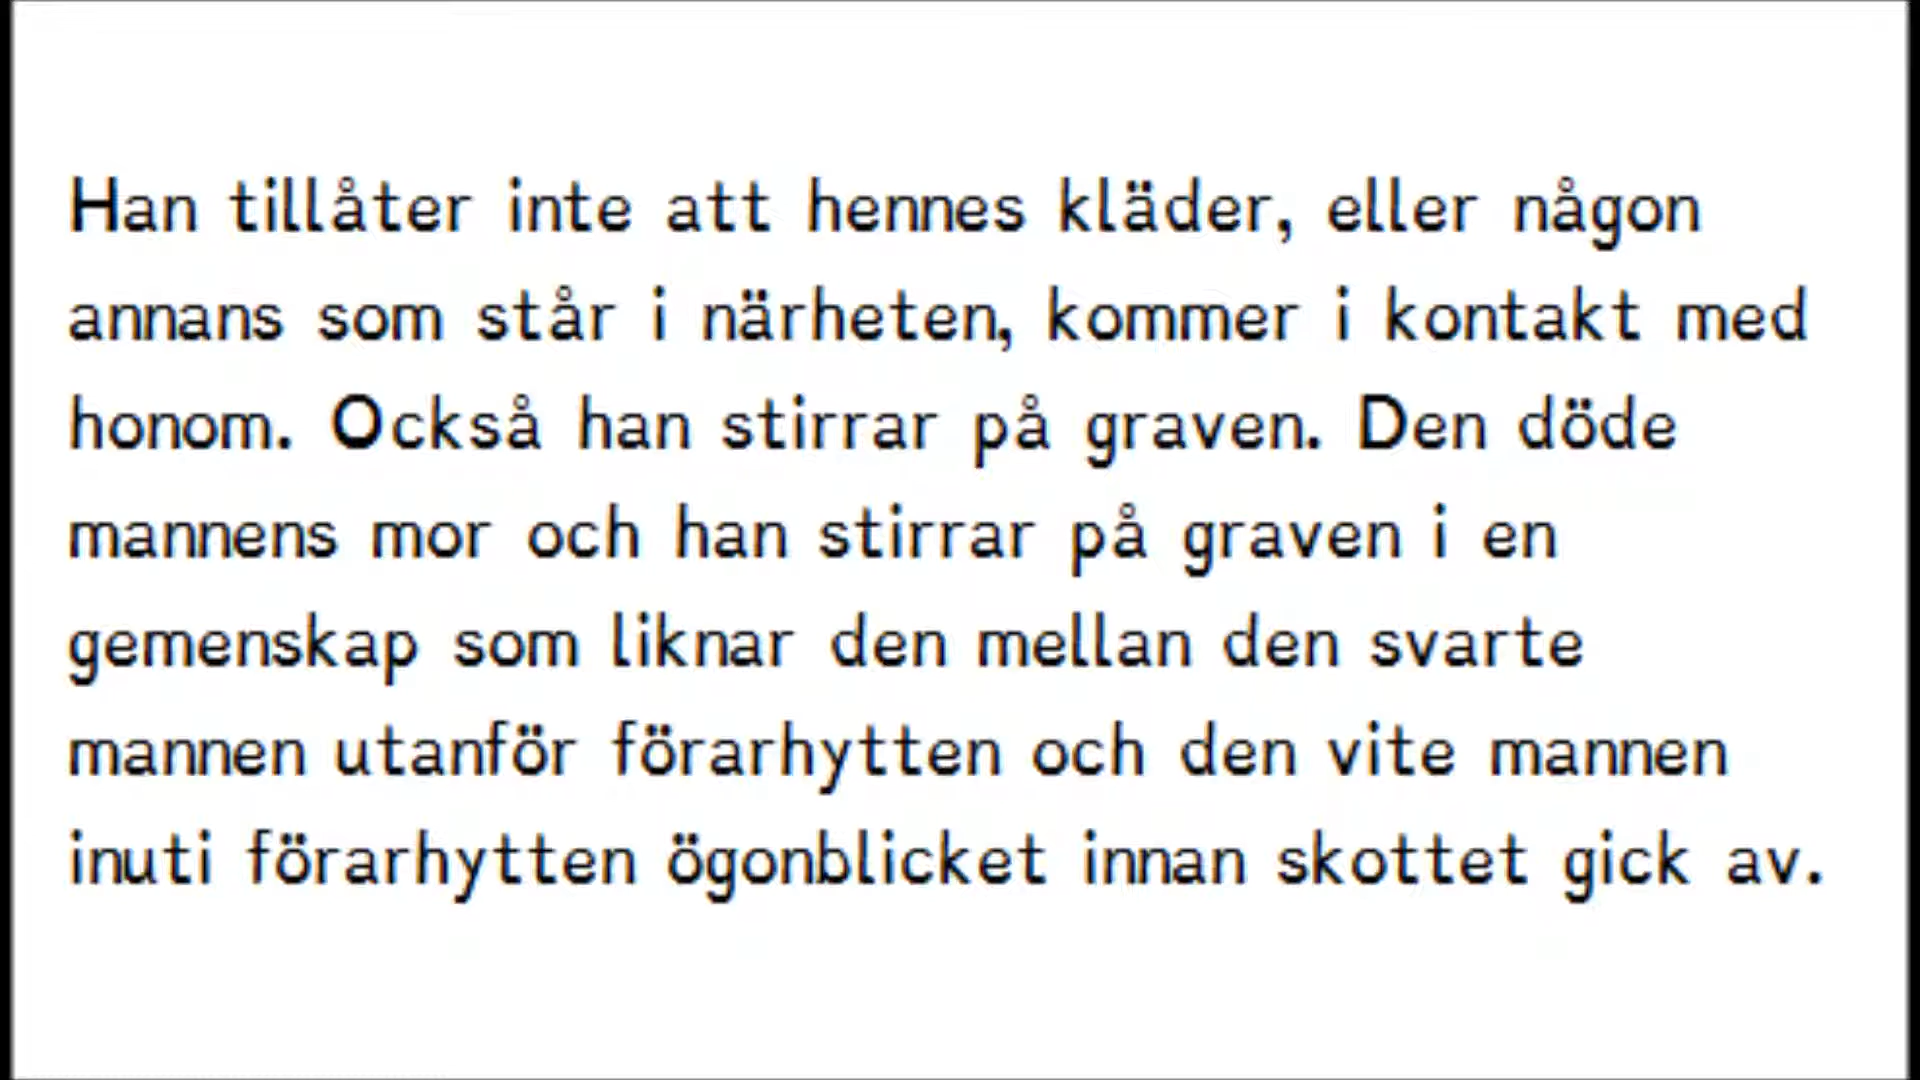 Han tillåter inte att hennes kläder, eller någon
annans som står i närheten, kommer i kontakt med
honom. Också han stirrar på graven. Den döde
mannens mor och han stirrar på graven i en
gemenskap som liknar den mellan den svarte
mannen utanför förarhytten och den vite mannen
inuti förarhytten ögonblicket innan skottet gick av.